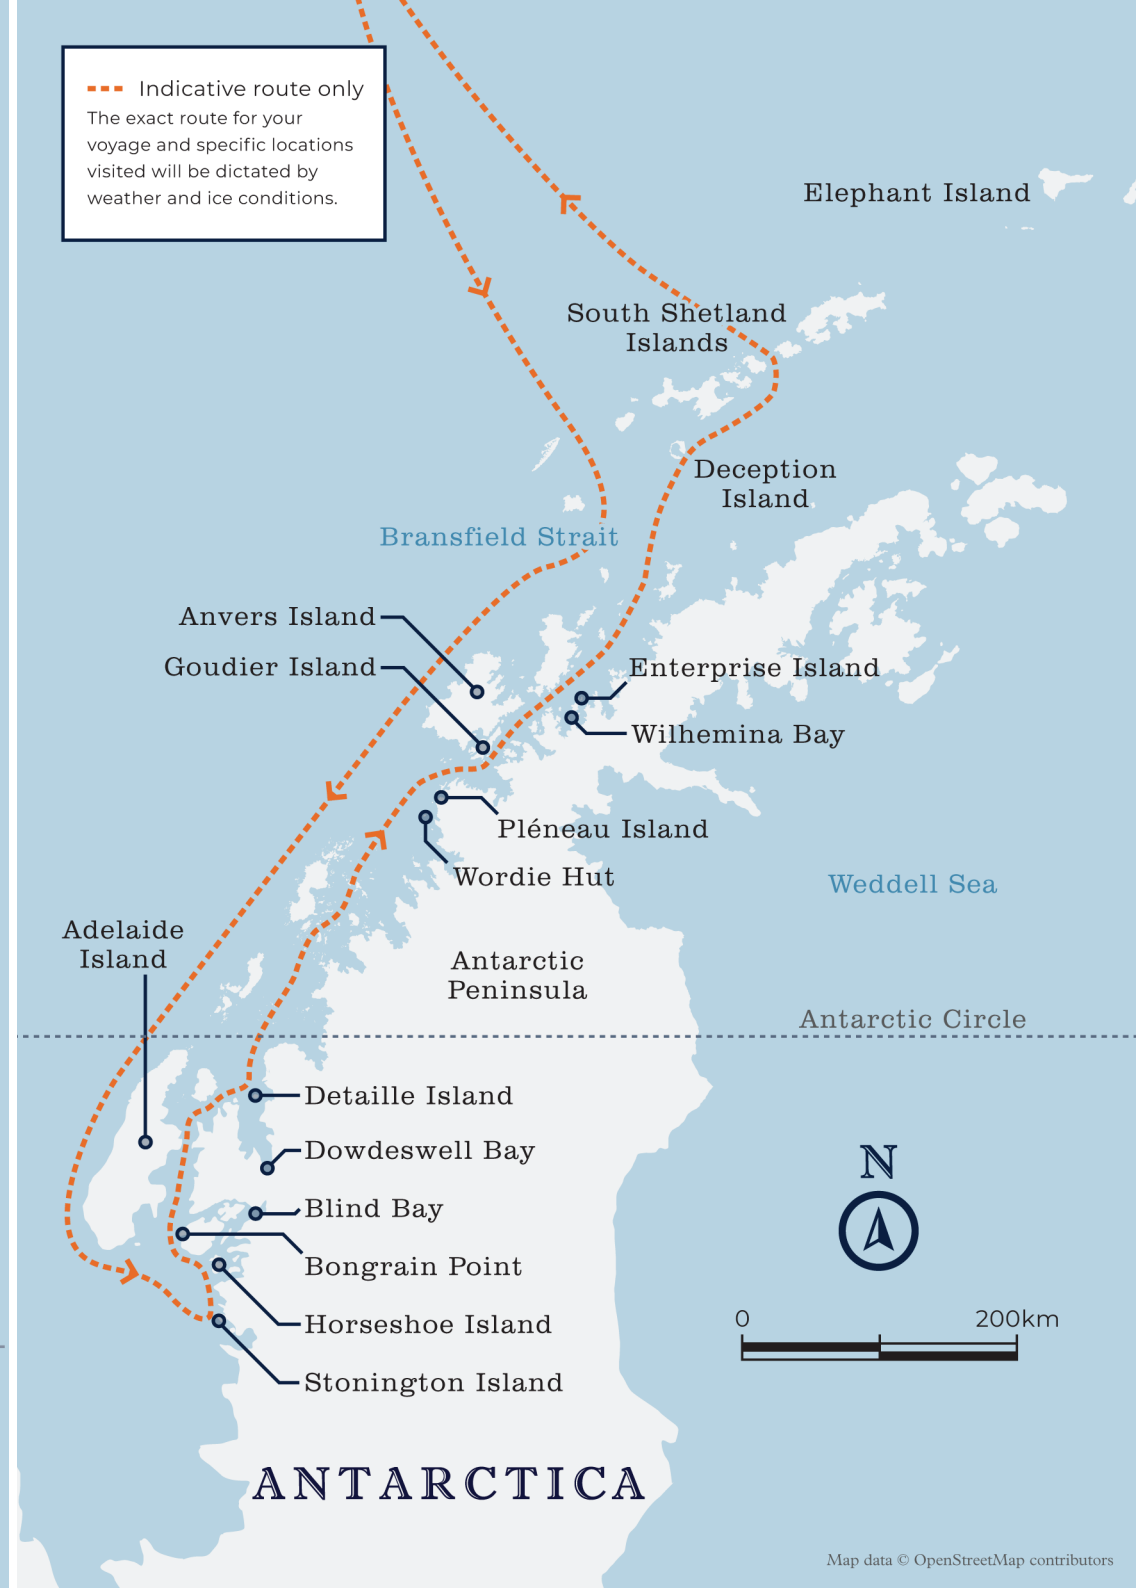 Indicative route only
The exact route for your
voyage and specific locations
visited will be dictated by
weather and ice conditions.
Elephant Island
South Shetland
Islands
Deception
Island
Bransfield Strait
Anvers Island
Goudier Island
Enterprise Island
Wilhemina Bay
Pléneau Island
Wordie Hut
Weddell Sea
Adelaide
Island
Antarctic
Peninsula
Antarctic Circle
Detaille Island
Dowdeswell Bay
Blind Bay
Bongrain Point
Horseshoe Island
Stonington Island
N
0 200km
ANTARCTICA
Map data © OpenStreetMap contributors